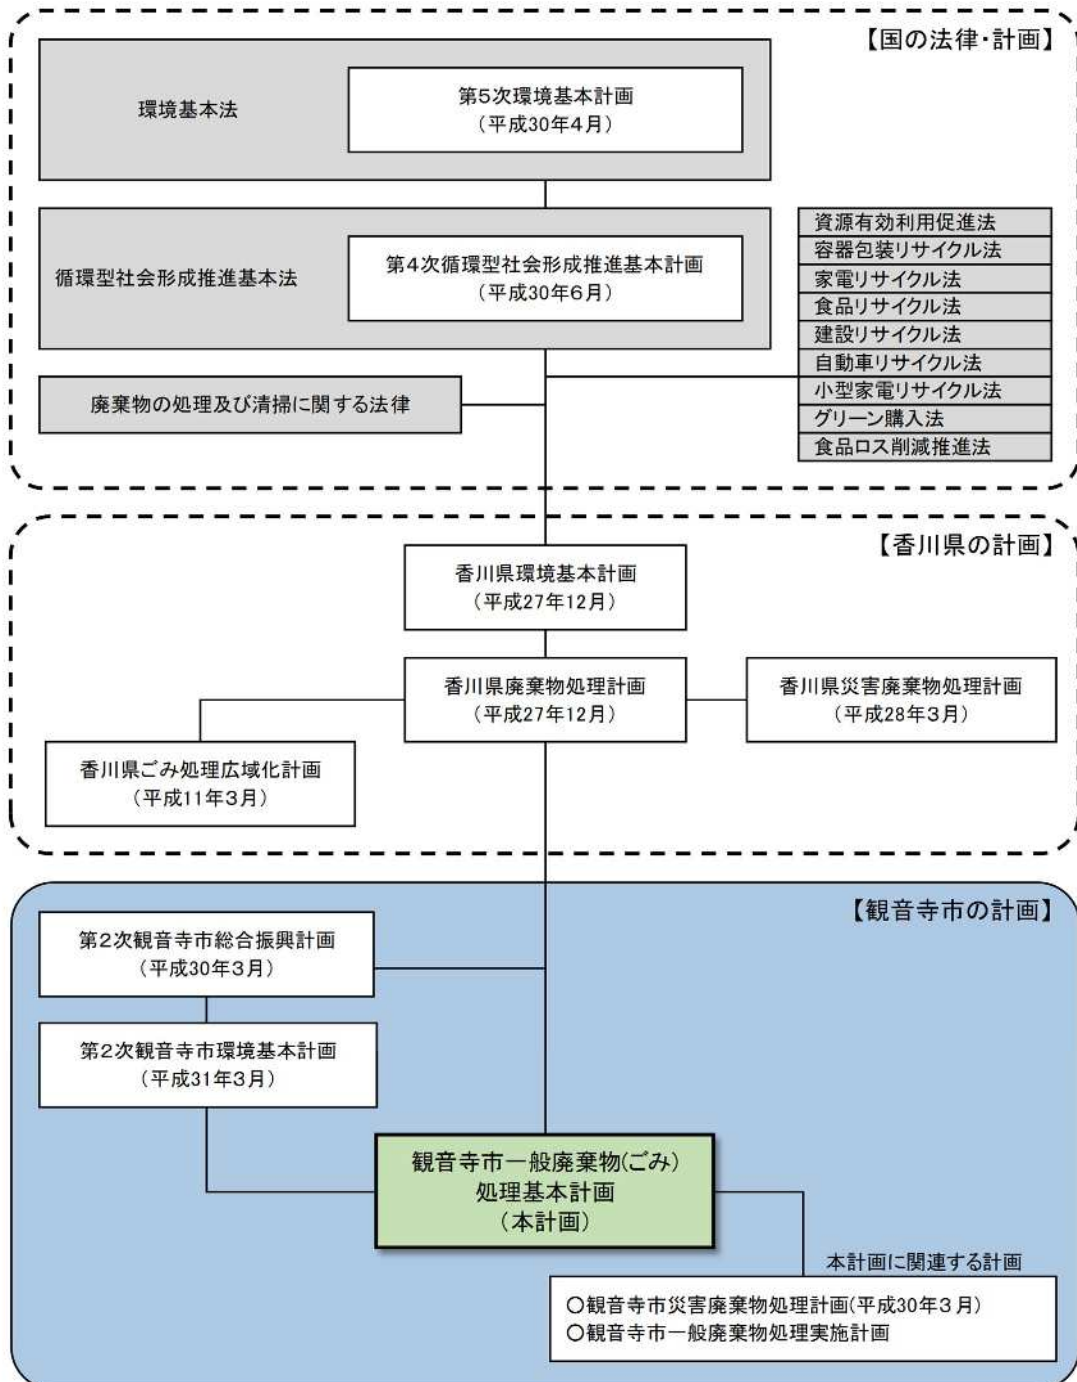 【国の法律・計画】
環境基本法
第5次環境基本計画
(平成30年4月)
循環型社会形成推進基本法
第4次循環型社会形成推進基本計画
(平成30年6月)
資源有効利用促進法
容器包装リサイクル法
家電リサイクル法
食品リサイクル法
建設リサイクル法
自動車リサイクル法
小型家電リサイクル法
グリーン購入法
食品ロス削減推進法
廃棄物の処理及び清掃に関する法律
【香川県の計画】
香川県環境基本計画
(平成27年12月)
香川県廃棄物処理計画
(平成27年12月)
香川県災害廃棄物処理計画
(平成28年3月)
香川県ごみ処理広域化計画
(平成11年3月)
【観音寺市の計画】
第2次観音寺市総合振興計画
(平成30年3月)
第2次観音寺市環境基本計画
(平成31年3月)
観音寺市一般廃棄物(ごみ)
処理基本計画
(本計画)
本計画に関連する計画
○観音寺市災害廃棄物処理計画(平成30年3月)
○観音寺市一般廃棄物処理実施計画